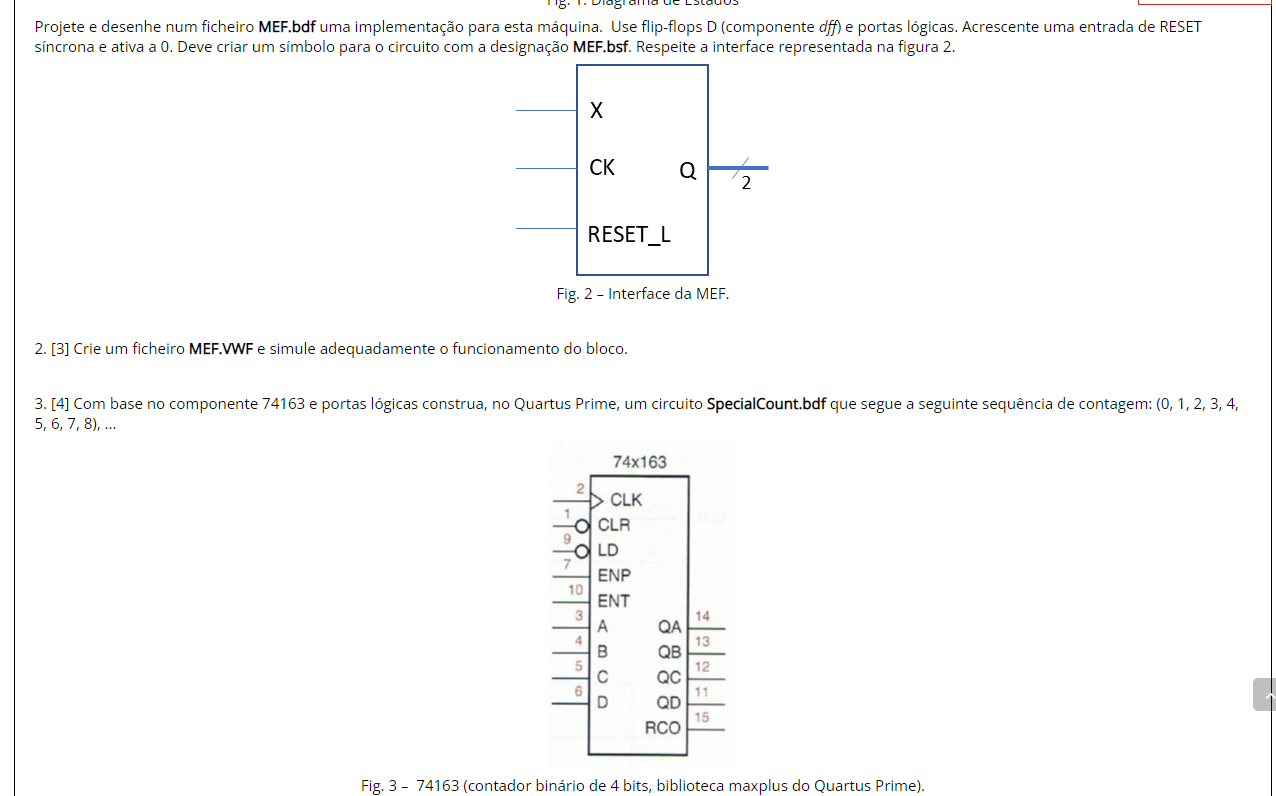 Fig. 1. Diagrama de Estados
Projete e desenhe num ficheiro MEF.bdf uma implementação para esta máquina. Use flip-flops D (componente dff) e portas lógicas. Acrescente uma entrada de RESET
síncrona e ativa a 0. Deve criar um símbolo para o circuito com a designação MEF.bsf. Respeite a interface representada na figura 2.
X
CK
Q
2
RESET_L
Fig. 2 – Interface da MEF.
2. [3] Crie um ficheiro MEF.VWF e simule adequadamente o funcionamento do bloco.
3. [4] Com base no componente 74163 e portas lógicas construa, no Quartus Prime, um circuito SpecialCount.bdf que segue a seguinte sequência de contagem: (0, 1, 2, 3, 4,
5, 6, 7, 8), ...
74x163
2
CLK
1
CLR
9
LD
7
ENP
10
ENT
3
A
QA
14
4
B
QB
13
5
C
QC
12
6
D
QD
11
RCO
15
Fig. 3 – 74163 (contador binário de 4 bits, biblioteca maxplus do Quartus Prime).